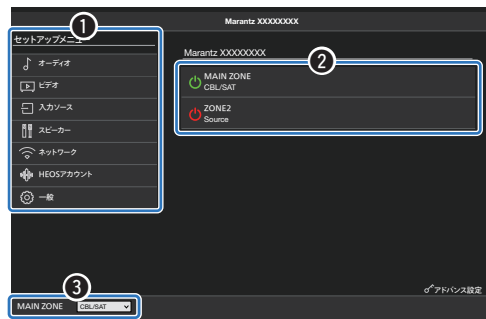 Marantz XXXXXXXX
1
セットアップメニュー
オーディオ
ビデオ
入力ソース
スピーカー
ネットワーク
HEOSアカウント
一般
Marantz XXXXXXXX
2
MAIN ZONE
CBL/SAT
ZONE2
Source
アドバンス設定
3
MAIN ZONE CBL/SAT